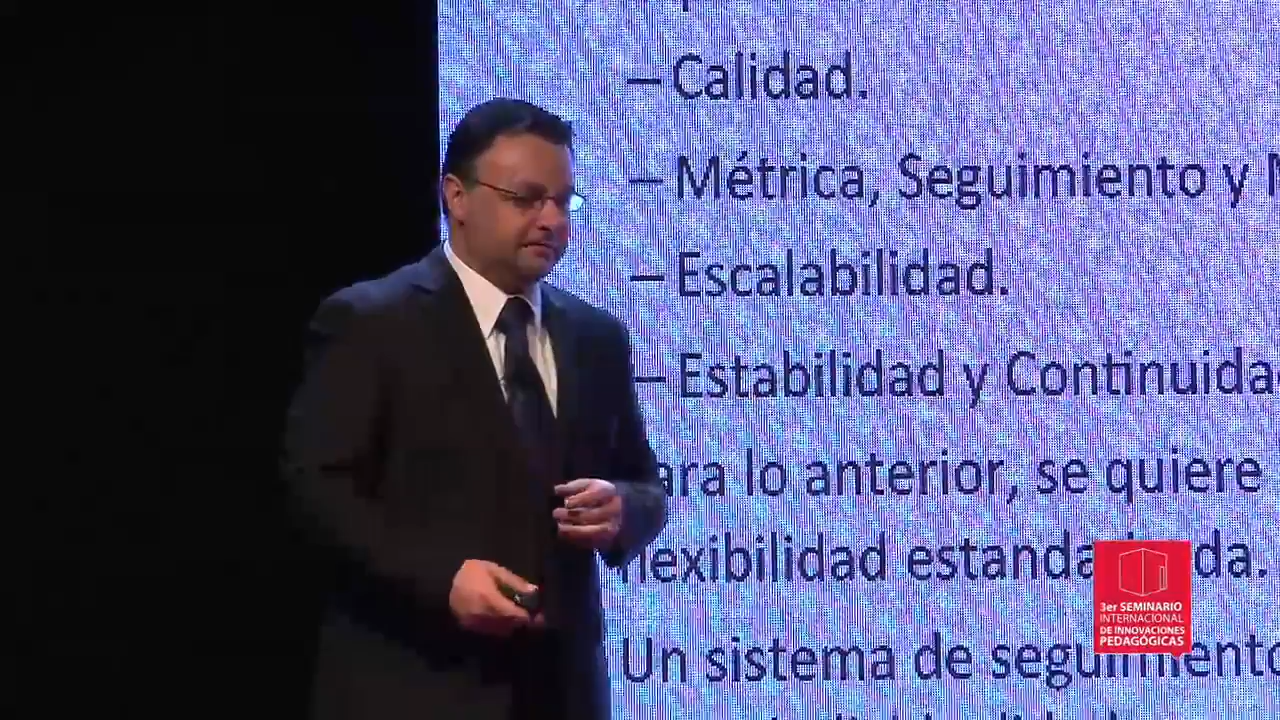 – Calidad.
– Métrica, Seguimiento y
– Escalabilidad.
– Estabilidad y Continuida
ara lo anterior, se quiere
lexibilidad estanda da.
Un sistema de seguimiento
3er SEMINARIO
INTERNACIONAL
DE INNOVACIONES
PEDAGÓGICAS